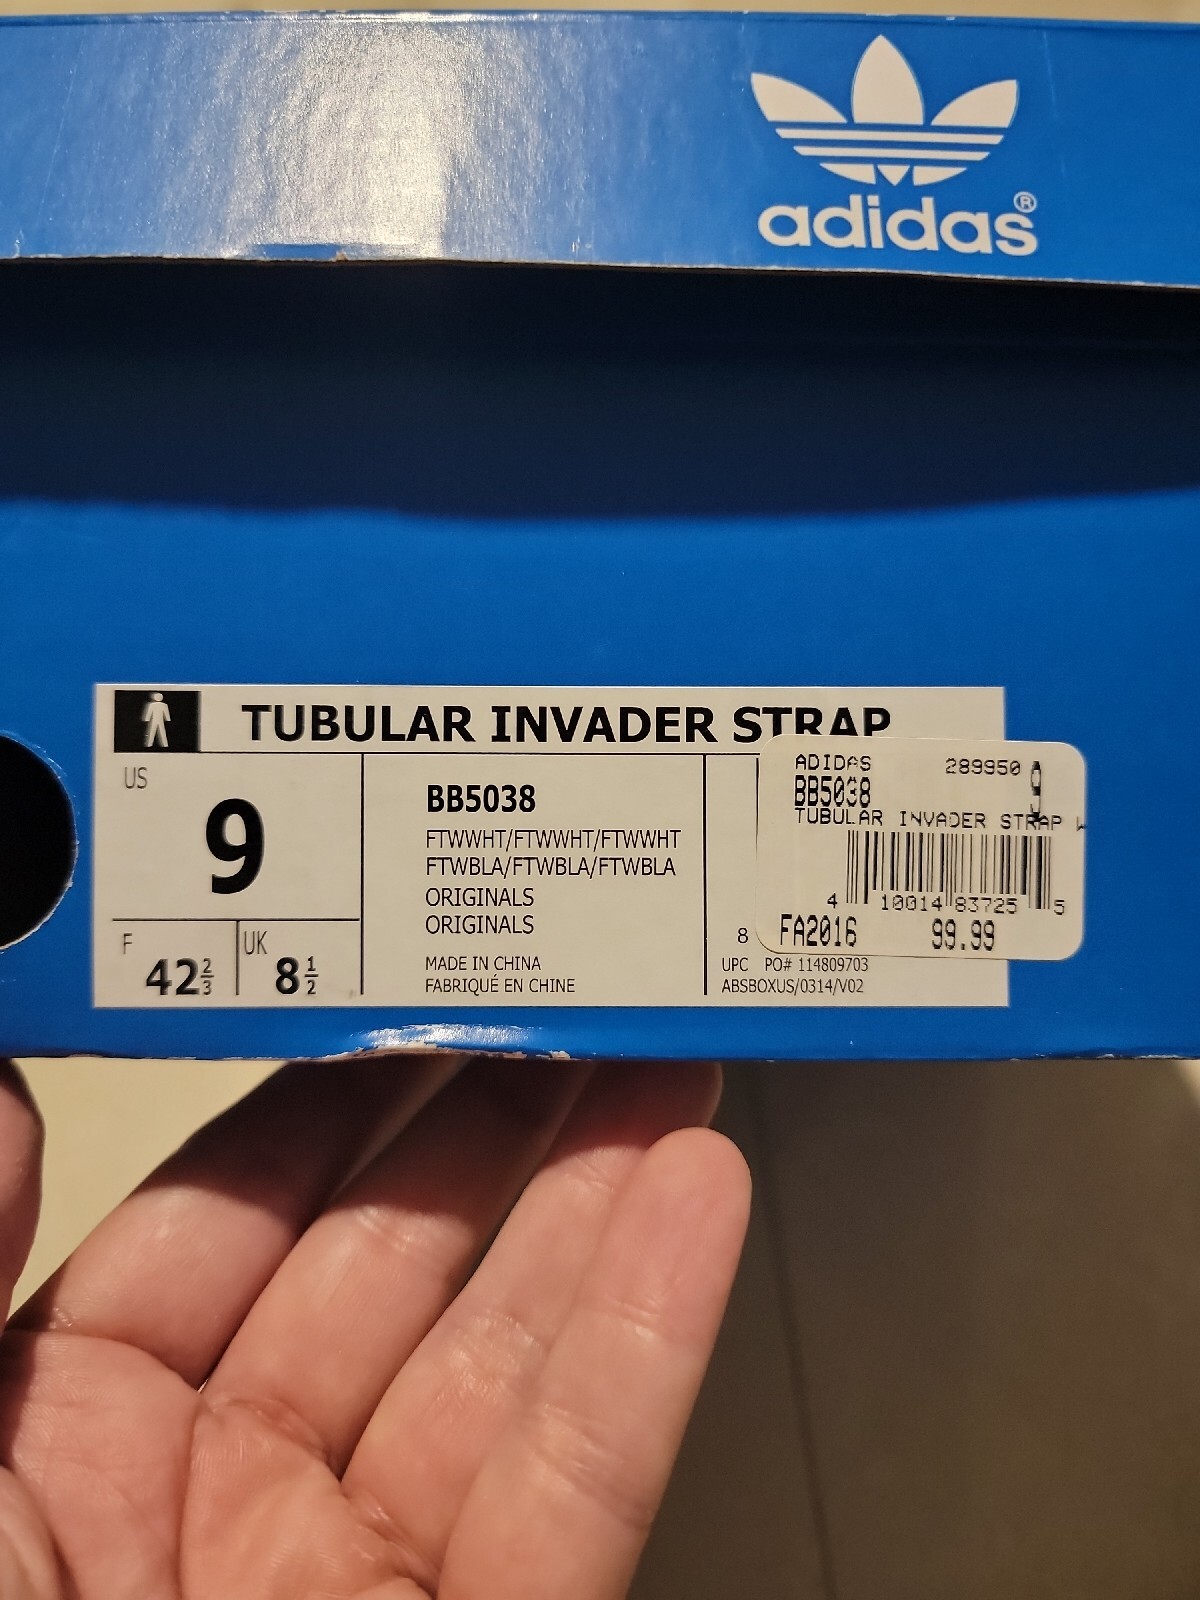 adidas®
TUBULAR INVADER STRAP
US
9
F
42 2/3
UK
8 1/2
BB5038
FTWWHT/FTWWHT/FTWWHT
FTWBLA/FTWBLA/FTWBLA
ORIGINALS
ORIGINALS
MADE IN CHINA
FABRIQUÉ EN CHINE
8
UPC PO# 114809703
ABSBOXUS/0314/V02
ADIDAS 289950
9
BB5038
TUBULAR INVADER STRAP
4 10014 83725 5
FA2016 99.99